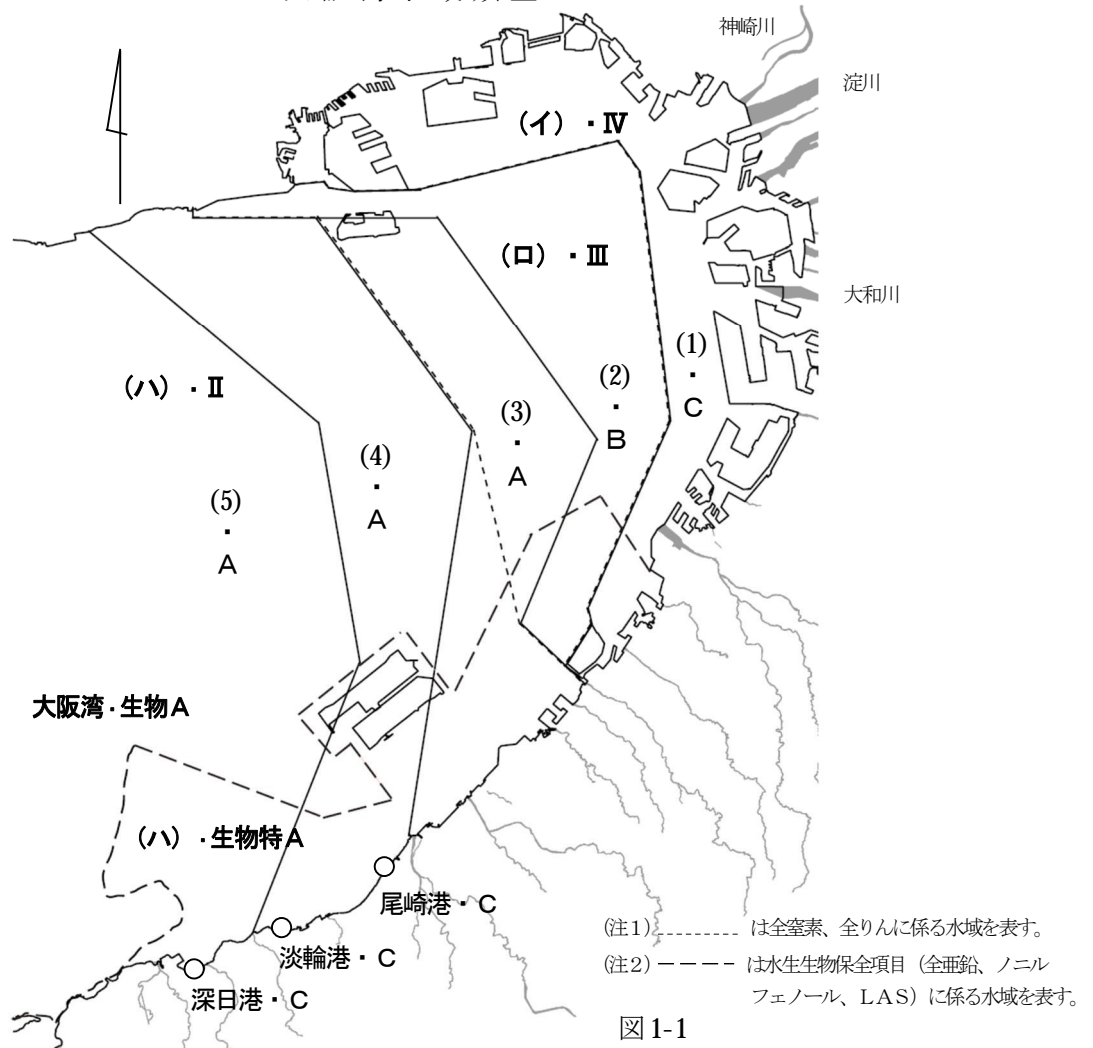 神崎川
淀川
(イ)・Ⅳ
(ロ)・Ⅲ
大和川
(1)
・
C
(2)
・
B
(ハ)・Ⅱ
(3)
・
A
(4)
・
A
(5)
・
A
大阪湾・生物A
(ハ)・生物特A
尾崎港・C
淡輪港・C
深日港・C
(注1) --------- は全窒素、全りんに係る水域を表す。
(注2) ---- は水生生物保全項目(全亜鉛、ノニル
フェノール、LAS)に係る水域を表す。
図1-1